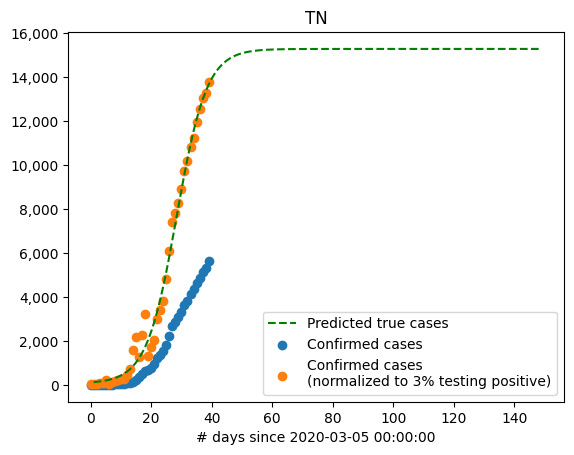 TN
16,000
14,000
12,000
10,000
8,000
6,000
4,000
2,000
0
Predicted true cases
Confirmed cases
Confirmed cases
(normalized to 3% testing positive)
0 20 40 60 80 100 120 140
# days since 2020-03-05 00:00:00